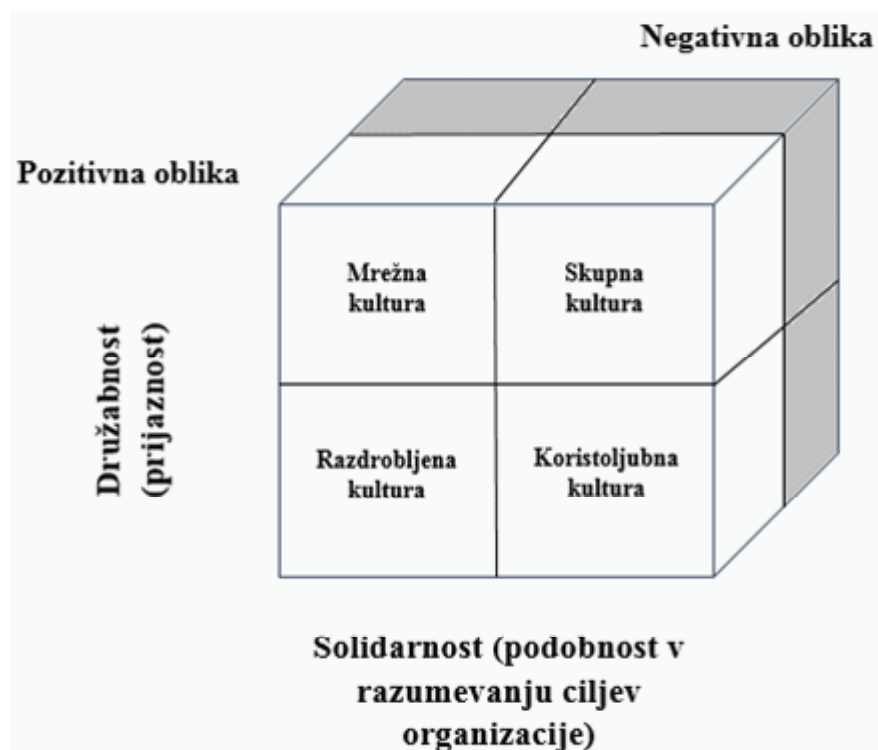 Negativna oblika
Pozitivna oblika
Mrežna
kultura
Skupna
kultura
Družabnost
(prijaznost)
Razdrobljena
kultura
Koristoljubna
kultura
Solidarnost (podobnost v
razumevanju ciljev
organizacije)